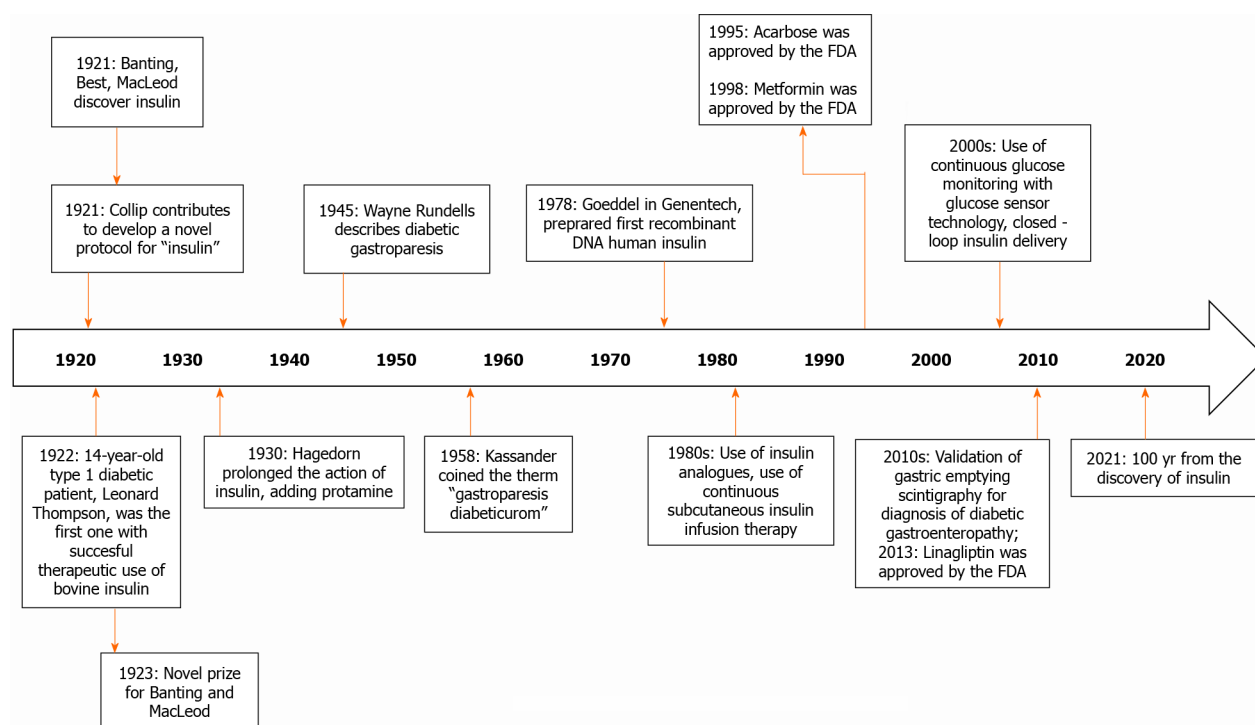 1921: Banting,
Best, MacLeod
discover insulin
1921: Collip contributes
to develop a novel
protocol for “insulin”
1945: Wayne Rundells
describes diabetic
gastroparesis
1978: Goeddel in Genentech,
preprared first recombinant
DNA human insulin
1995: Acarbose was
approved by the FDA
1998: Metformin was
approved by the FDA
2000s: Use of
continuous glucose
monitoring with
glucose sensor
technology, closed -
loop insulin delivery
1920 1930 1940 1950 1960 1970 1980 1990 2000 2010 2020
1922: 14-year-old
type 1 diabetic
patient, Leonard
Thompson, was the
first one with
succesful
therapeutic use of
bovine insulin
1923: Novel prize
for Banting and
MacLeod
1930: Hagedorn
prolonged the action of
insulin, adding protamine
1958: Kassander
coined the therm
“gastroparesis
diabeticurom”
1980s: Use of insulin
analogues, use of
continuous
subcutaneous insulin
infusion therapy
2010s: Validation of
gastric emptying
scintigraphy for
diagnosis of diabetic
gastroenteropathy;
2013: Linagliptin was
approved by the FDA
2021: 100 yr from the
discovery of insulin